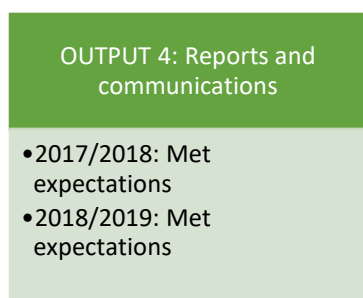 OUTPUT 4: Reports and
communications
•2017/2018: Met
expectations
•2018/2019: Met
expectations